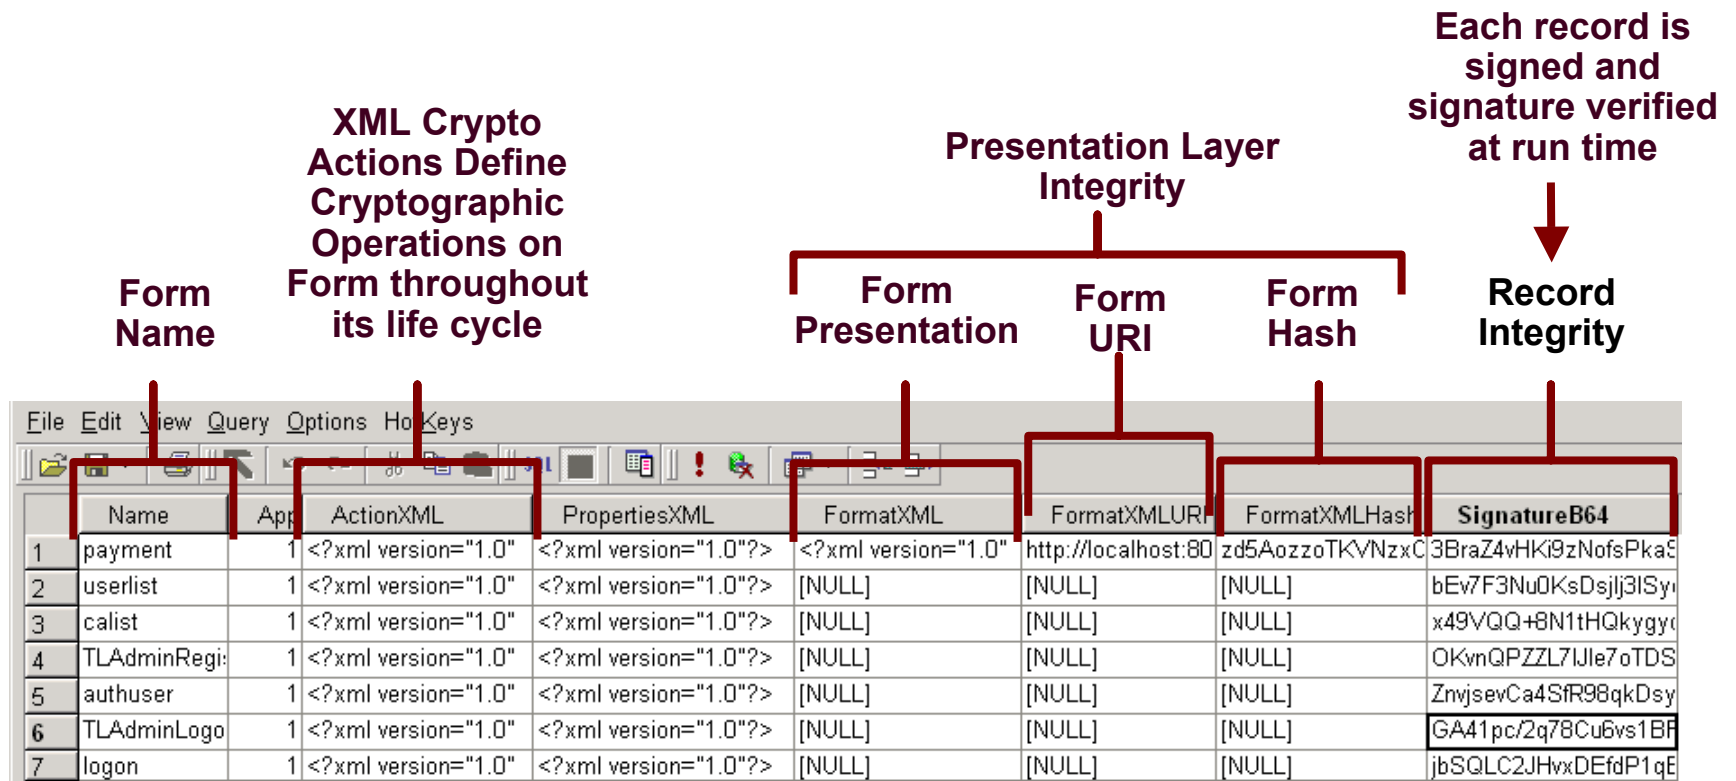 Each record is
signed and
signature verified
at run time
XML Crypto
Actions Define
Cryptographic
Operations on
Form throughout
its life cycle
Presentation Layer
Integrity
Form
Name
Form
Presentation
Form
URI
Form
Hash
Record
Integrity
File Edit View Query Options HotKeys
Name App ActionXML PropertiesXML FormatXML FormatXMLURI FormatXMLHash SignatureB64
1 payment 1 <?xml version="1.0" <?xml version="1.0"?> <?xml version="1.0" http://localhost:80
2 userlist 1 <?xml version="1.0" <?xml version="1.0"?> [NULL] [NULL] [NULL]
3 calist 1 <?xml version="1.0" <?xml version="1.0"?> [NULL] [NULL] [NULL] x49VQQ+8N1tHQkygy
4 TLAdminRegi 1 <?xml version="1.0" <?xml version="1.0"?> [NULL] [NULL] [NULL]
5 authuser 1 <?xml version="1.0" <?xml version="1.0"?> [NULL] [NULL] [NULL] ZnvjsevCa4SfR98qkDsy
6 TLAdminLogo 1 <?xml version="1.0" <?xml version="1.0"?> [NULL] [NULL] [NULL] GA41pc/2q78Cu6vs1BF
7 logon 1 <?xml version="1.0" <?xml version="1.0"?> [NULL] [NULL] [NULL] jbSQLC2JHvxDEfdP1qE